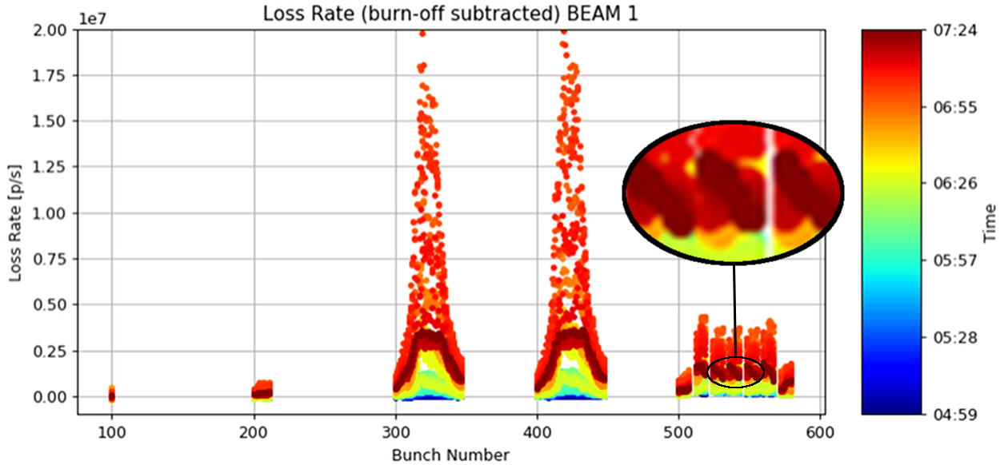 Loss Rate (burn-off subtracted) BEAM 1
1e7
2.00
1.75
1.50
1.25
1.00
0.75
0.50
0.25
0.00
Loss Rate [p/s]
100 200 300 400 500 600
Bunch Number
07:24
06:55
06:26
05:57
05:28
04:59
Time